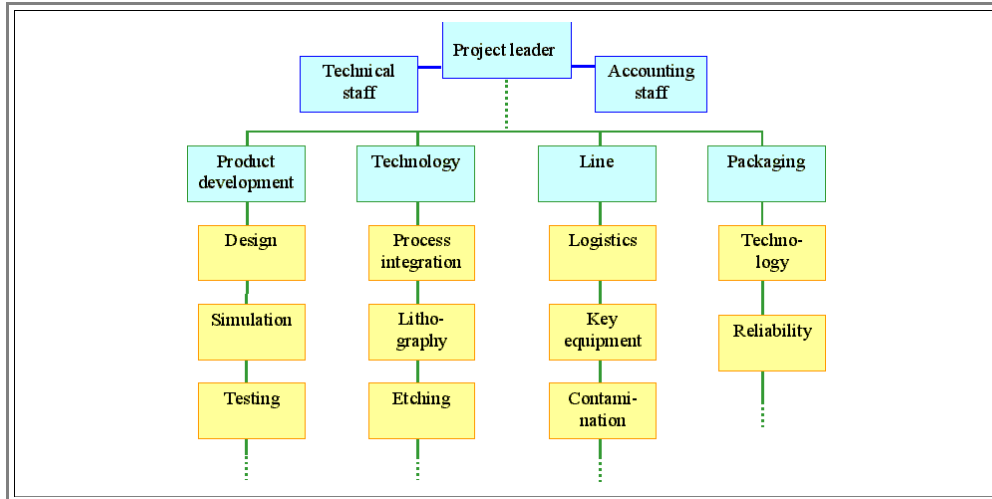 Project leader
Technical
staff
Accounting
staff
Product
development
Technology
Line
Packaging
Design
Process
integration
Logistics
Techno-
logy
Simulation
Litho-
graphy
Key
equipment
Reliability
Testing
Etching
Contami-
nation